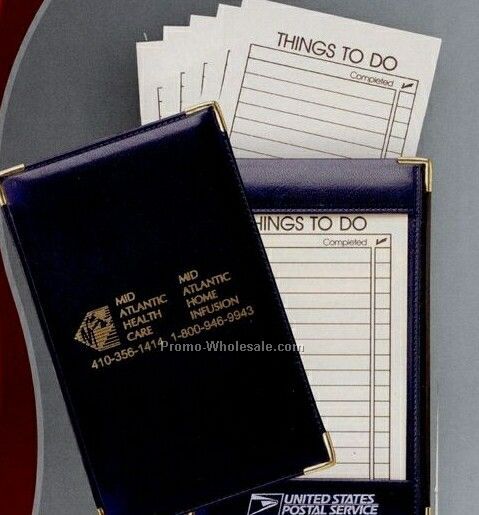 THINGS TO DO
Completed
THINGS TO DO
Completed
MID
ATLANTIC
HEALTH
CARE
410-356-1414
MID
ATLANTIC
HOME
INFUSION
1-800-946-9943
Promo-Wholesale.com
UNITED STATES
POSTAL SERVICE